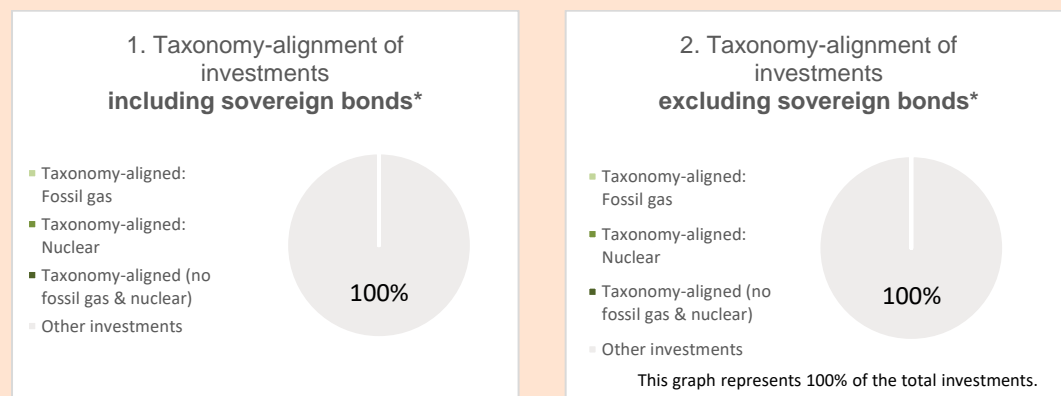 1. Taxonomy-alignment of
investments
including sovereign bonds*
Taxonomy-aligned:
Fossil gas
Taxonomy-aligned:
Nuclear
Taxonomy-aligned (no
fossil gas & nuclear)
Other investments
100%
2. Taxonomy-alignment of
investments
excluding sovereign bonds*
Taxonomy-aligned:
Fossil gas
Taxonomy-aligned:
Nuclear
Taxonomy-aligned (no
fossil gas & nuclear)
Other investments
100%
This graph represents 100% of the total investments.